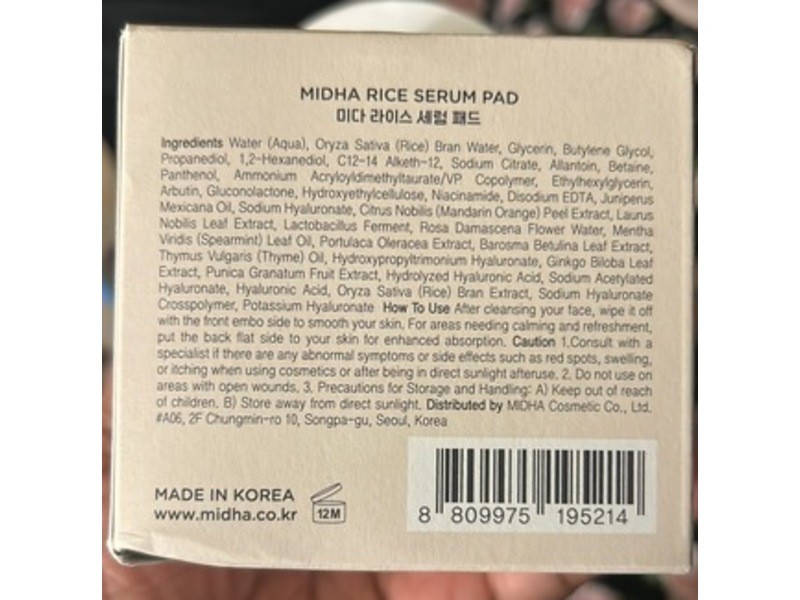 MIDHA RICE SERUM PAD
미다 라이스 세럼 패드
Ingredients Water (Aqua), Oryza Sativa (Rice) Bran Water, Glycerin, Butylene Glycol,
Propanediol, 1,2-Hexanediol, C12-14 Alketh-12, Sodium Citrate, Allantoin, Betaine,
Panthenol, Ammonium Acryloyldimethyltaurate/VP Copolymer, Ethylhexylglycerin,
Arbutin, Gluconolactone, Hydroxyethylcellulose, Niacinamide, Disodium EDTA, Juniperus
Mexicana Oil, Sodium Hyaluronate, Citrus Nobilis (Mandarin Orange) Peel Extract, Laurus
Nobilis Leaf Extract, Lactobacillus Ferment, Rosa Damascena Flower Water, Mentha
Viridis (Spearmint) Leaf Oil, Portulaca Oleracea Extract, Barosma Betulina Leaf Extract,
Thymus Vulgaris (Thyme) Oil, Hydroxypropyltrimonium Hyaluronate, Ginkgo Biloba Leaf
Extract, Punica Granatum Fruit Extract, Hydrolyzed Hyaluronic Acid, Sodium Acetylated
Hyaluronate, Hyaluronic Acid, Oryza Sativa (Rice) Bran Extract, Sodium Hyaluronate
Crosspolymer, Potassium Hyaluronate How To Use After cleansing your face, wipe it off
with the front embo side to smooth your skin. For areas needing calming and refreshment,
put the back flat side to your skin for enhanced absorption. Caution 1.Consult with a
specialist if there are any abnormal symptoms or side effects such as red spots, swelling,
or itching when using cosmetics or after being in direct sunlight afteruse. 2. Do not use on
areas with open wounds. 3. Precautions for Storage and Handling: A) Keep out of reach
of children. B) Store away from direct sunlight. Distributed by MIDHA Cosmetic Co., Ltd.
#A06, 2F Chungmin-ro 10, Songpa-gu, Seoul, Korea
MADE IN KOREA
www.midha.co.kr
12M
8 809975 195214